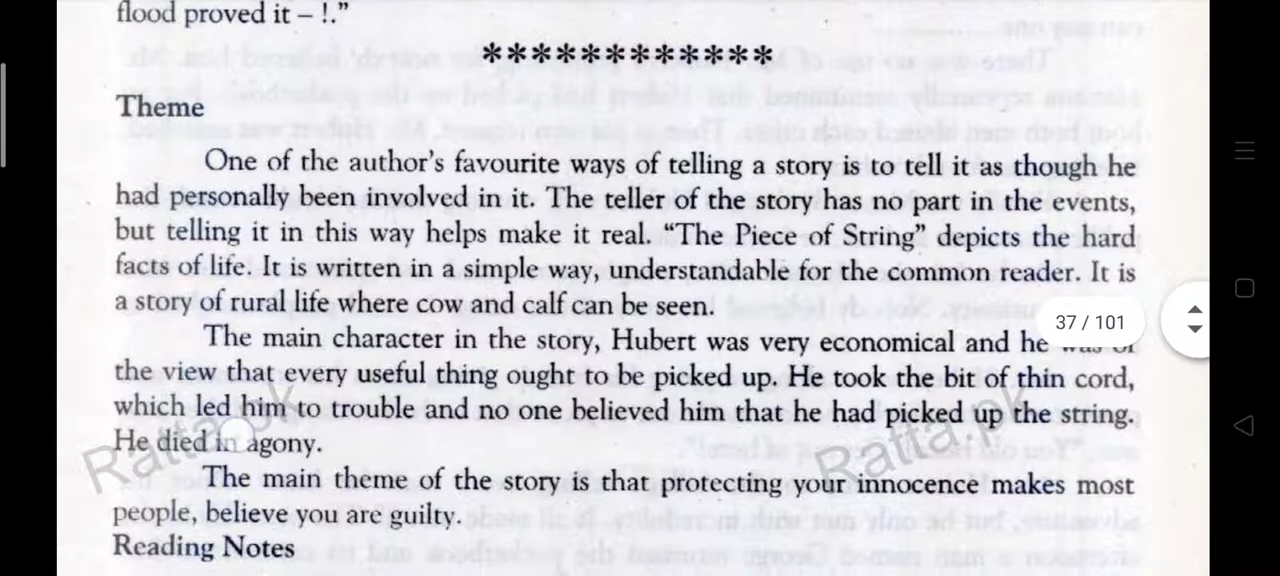 flood proved it – !.”
************
Theme
One of the author’s favourite ways of telling a story is to tell it as though he
had personally been involved in it. The teller of the story has no part in the events,
but telling it in this way helps make it real. “The Piece of String” depicts the hard
facts of life. It is written in a simple way, understandable for the common reader. It is
a story of rural life where cow and calf can be seen.
37 / 101
The main character in the story, Hubert was very economical and he was of
the view that every useful thing ought to be picked up. He took the bit of thin cord,
which led him to trouble and no one believed him that he had picked up the string.
He died in agony.
Ratta.pk
Ratta.pk
The main theme of the story is that protecting your innocence makes most
people, believe you are guilty.
Reading Notes